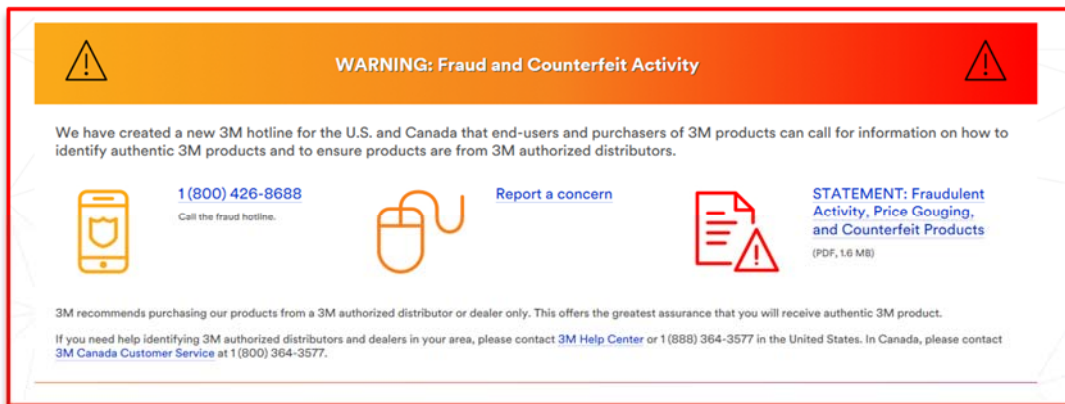 WARNING: Fraud and Counterfeit Activity
We have created a new 3M hotline for the U.S. and Canada that end-users and purchasers of 3M products can call for information on how to
identify authentic 3M products and to ensure products are from 3M authorized distributors.
1 (800) 426-8688
Call the fraud hotline.
Report a concern
STATEMENT: Fraudulent
Activity, Price Gouging,
and Counterfeit Products
(PDF, 1.6 MB)
3M recommends purchasing our products from a 3M authorized distributor or dealer only. This offers the greatest assurance that you will receive authentic 3M product.
If you need help identifying 3M authorized distributors and dealers in your area, please contact 3M Help Center or 1 (888) 364-3577 in the United States. In Canada, please contact
3M Canada Customer Service at 1 (800) 364-3577.